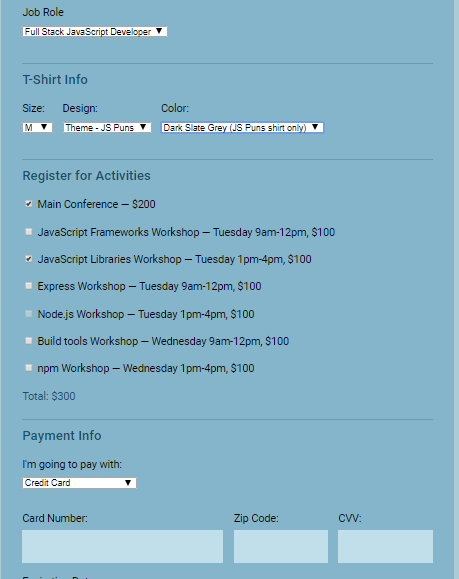 Job Role
Full Stack JavaScript Developer
T-Shirt Info
Size: Design: Color:
M Theme - JS Puns Dark Slate Grey (JS Puns shirt only)
Register for Activities
Main Conference — $200
JavaScript Frameworks Workshop — Tuesday 9am-12pm, $100
JavaScript Libraries Workshop — Tuesday 1pm-4pm, $100
Express Workshop — Tuesday 9am-12pm, $100
Node.js Workshop — Tuesday 1pm-4pm, $100
Build tools Workshop — Wednesday 9am-12pm, $100
npm Workshop — Wednesday 1pm-4pm, $100
Total: $300
Payment Info
I'm going to pay with:
Credit Card
Card Number: Zip Code: CVV: